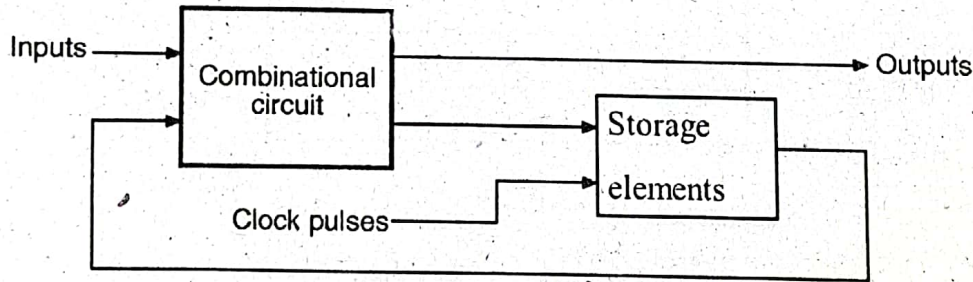 Inputs
Combinational
circuit
Outputs
Storage
elements
Clock pulses